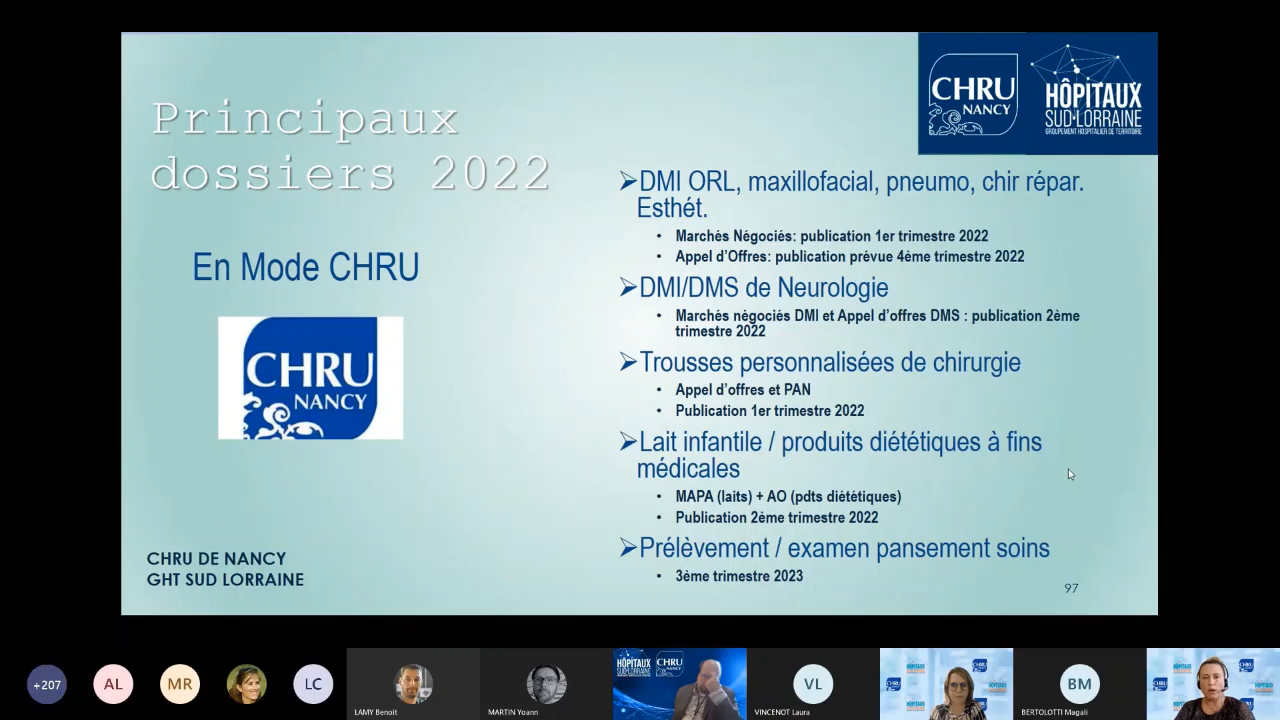 Principaux
dossiers 2022
En Mode CHRU
CHRU
NANCY
CHRU DE NANCY
GHT SUD LORRAINE
CHRU
NANCY
HÔPITAUX
SUD LORRAINE
GROUPEMENT HOSPITALIER DE TERRITOIRE
➢DMI ORL, maxillofacial, pneumo, chir répar.
Esthét.
• Marchés Négociés: publication 1er trimestre 2022
• Appel d'Offres: publication prévue 4ème trimestre 2022
➢DMI/DMS de Neurologie
• Marchés négociés DMI et Appel d'offres DMS : publication 2ème
trimestre 2022
➢Trousses personnalisées de chirurgie
• Appel d'offres et PAN
• Publication 1er trimestre 2022
➢Lait infantile / produits diététiques à fins
médicales
• MAPA (laits) + AO (pdts diététiques)
• Publication 2ème trimestre 2022
➢Prélèvement / examen pansement soins
• 3ème trimestre 2023
97
+207
AL
MR
LC
LAMY Benoit
MARTIN Yoann
HÔPITAUX
SUD LORRAINE
CHRU
NANCY
VL
VINCENOT Laura
BM
BERTOLOTTI Magali